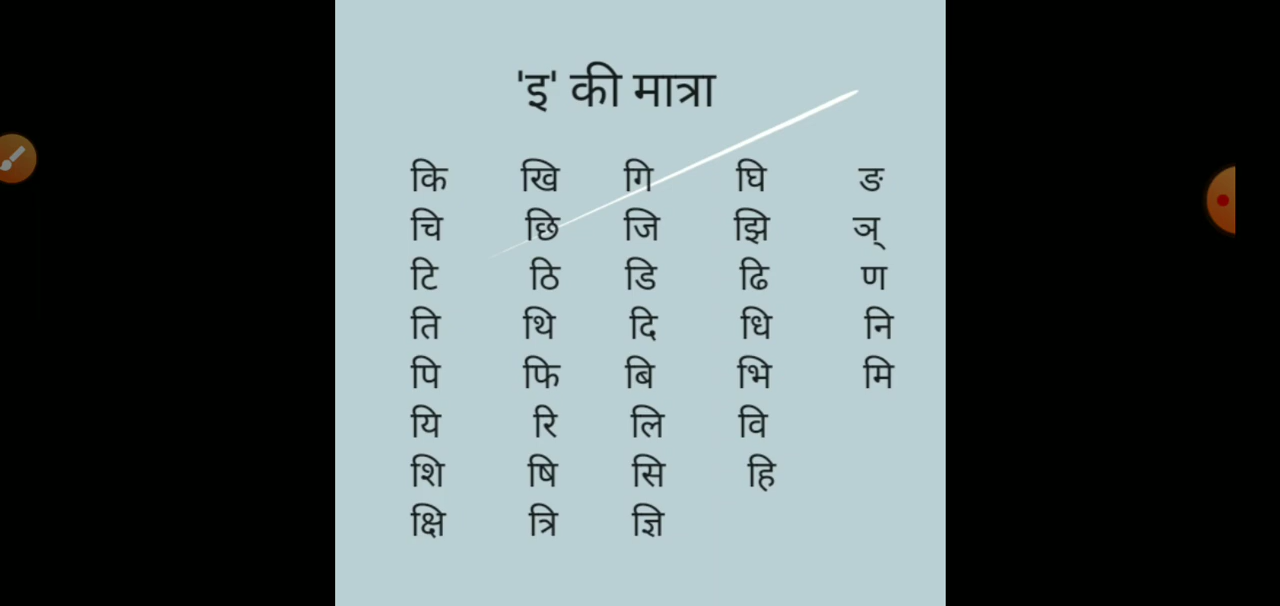 'इ' की मात्रा
कि खि गि घि ङ
चि छि जि झि ञ्
टि ठि डि ढि ण
ति थि दि धि नि
पि फि बि भि मि
यि रि लि वि
शि षि सि हि
क्षि त्रि ज्ञि